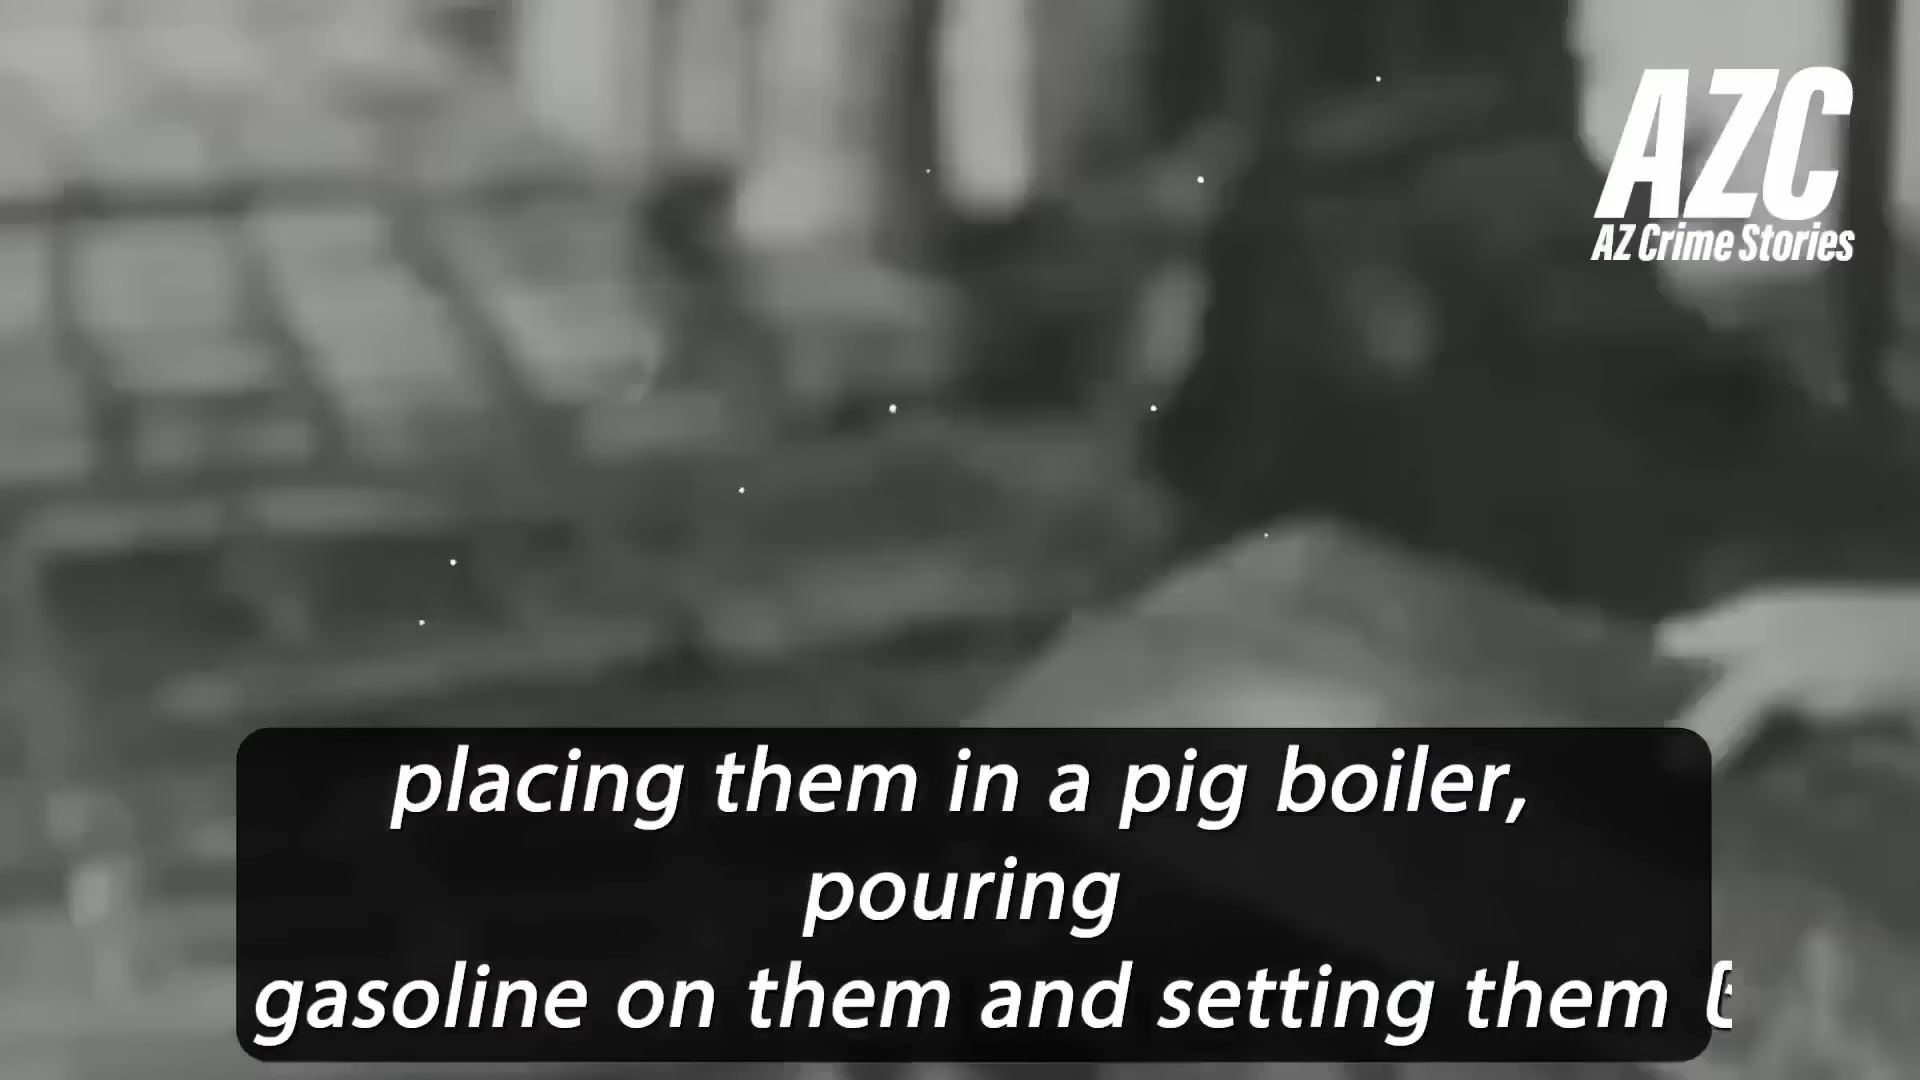 AZC
AZ Crime Stories
placing them in a pig boiler,
pouring
gasoline on them and setting them